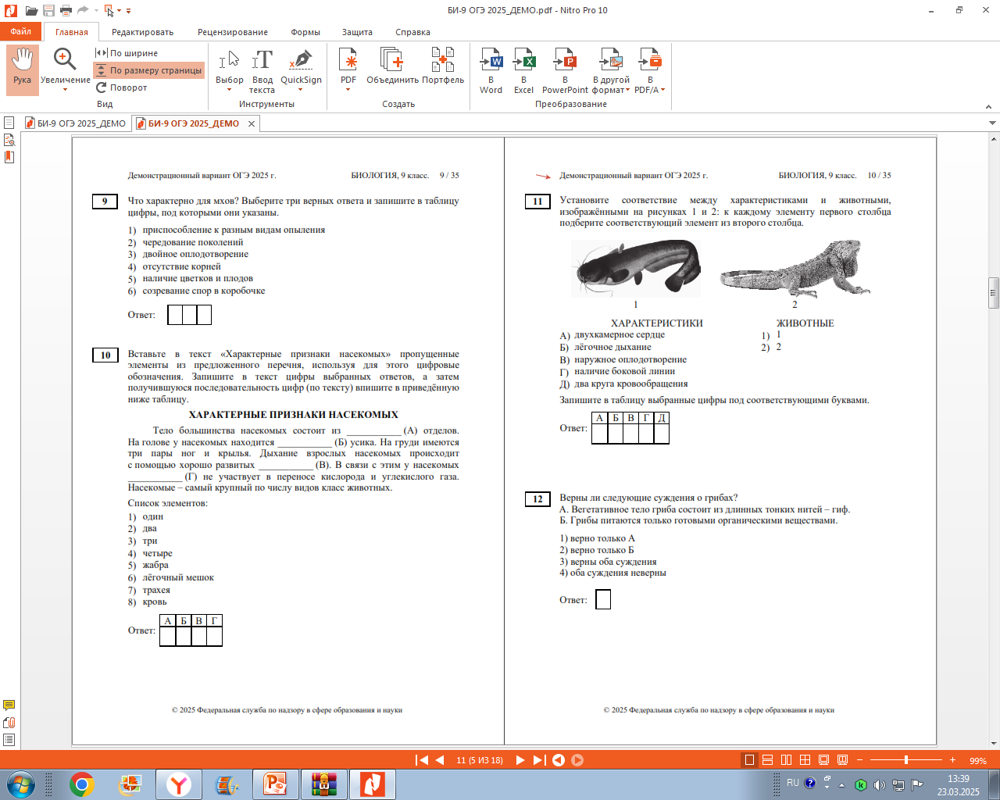 БИ-9 ОГЭ 2025_ДЕМО.pdf - Nitro Pro 10
Файл
Главная
Редактировать
Рецензирование
Формы
Защита
Справка
Рука
Увеличение
По ширине
По размеру страницы
Поворот
Вид
Выбор
Ввод текста
QuickSign
Инструменты
PDF
Объединить
Портфель
Создать
В Word
В Excel
В PowerPoint
В другой формат
В PDF/A
Преобразование
БИ-9 ОГЭ 2025_ДЕМО
БИ-9 ОГЭ 2025_ДЕМО
Демонстрационный вариант ОГЭ 2025 г. БИОЛОГИЯ, 9 класс. 9 / 35
9
Что характерно для мхов? Выберите три верных ответа и запишите в таблицу
цифры, под которыми они указаны.
1) приспособление к разным видам опыления
2) чередование поколений
3) двойное оплодотворение
4) отсутствие корней
5) наличие цветков и плодов
6) созревание спор в коробочке
Ответ:
10
Вставьте в текст «Характерные признаки насекомых» пропущенные
элементы из предложенного перечня, используя для этого цифровые
обозначения. Запишите в текст цифры выбранных ответов, а затем
получившуюся последовательность цифр (по тексту) впишите в приведённую
ниже таблицу.
ХАРАКТЕРНЫЕ ПРИЗНАКИ НАСЕКОМЫХ
Тело большинства насекомых состоит из ___________ (А) отделов.
На голове у насекомых находится ___________ (Б) усика. На груди имеются
три пары ног и крылья. Дыхание взрослых насекомых происходит
с помощью хорошо развитых ___________ (В). В связи с этим у насекомых
___________ (Г) не участвует в переносе кислорода и углекислого газа.
Насекомые – самый крупный по числу видов класс животных.
Список элементов:
1) один
2) два
3) три
4) четыре
5) жабра
6) лёгочный мешок
7) трахея
8) кровь
А Б В Г
Ответ:
© 2025 Федеральная служба по надзору в сфере образования и науки
Демонстрационный вариант ОГЭ 2025 г. БИОЛОГИЯ, 9 класс. 10 / 35
11
Установите соответствие между характеристиками и животными,
изображёнными на рисунках 1 и 2: к каждому элементу первого столбца
подберите соответствующий элемент из второго столбца.
1 2
ХАРАКТЕРИСТИКИ ЖИВОТНЫЕ
А) двухкамерное сердце 1) 1
Б) лёгочное дыхание 2) 2
В) наружное оплодотворение
Г) наличие боковой линии
Д) два круга кровообращения
Запишите в таблицу выбранные цифры под соответствующими буквами.
А Б В Г Д
Ответ:
12
Верны ли следующие суждения о грибах?
А. Вегетативное тело гриба состоит из длинных тонких нитей – гиф.
Б. Грибы питаются только готовыми органическими веществами.
1) верно только А
2) верно только Б
3) верны оба суждения
4) оба суждения неверны
Ответ:
© 2025 Федеральная служба по надзору в сфере образования и науки
11 (5 ИЗ 18)
99%
RU
13:39
23.03.2025